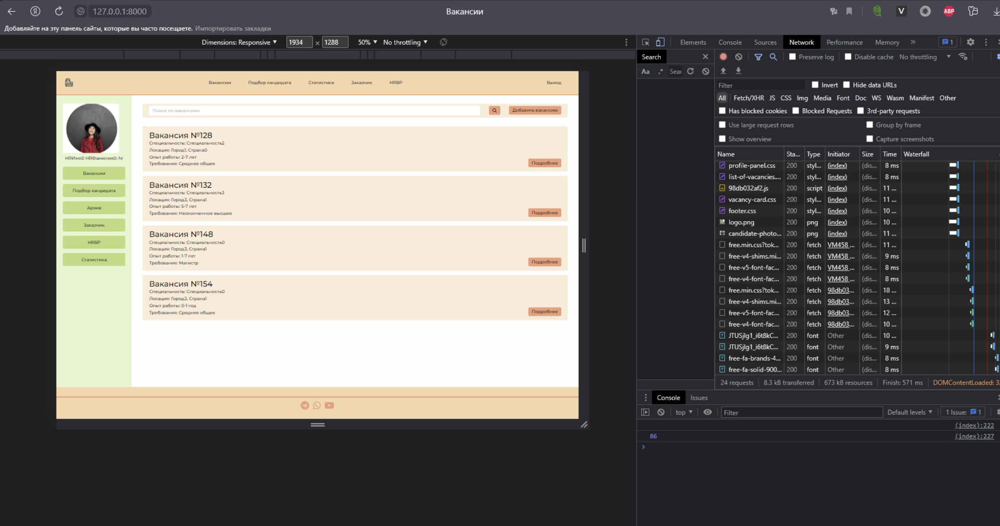 127.0.0.1:8000
Вакансии
ABP
Добавляйте на эту панель сайты, которые вы часто посещаете. Импортировать закладки
Dimensions: Responsive
1934 × 1288
50%
No throttling
Вакансии
Подбор кандидата
Статистика
Заказчик
HRBP
Выход
HRИмя0 HRФамилия0: hr
Вакансии
Подбор кандидата
Архив
Заказчик
HRBP
Статистика
Поиск по вакансиям
Добавить вакансию
Вакансия №128
Специальность: Специальность2
Локация: Город1, Страна0
Опыт работы: 2-7 лет
Требования: Среднее общее
Подробнее
Вакансия №132
Специальность: Специальность3
Локация: Город3, Страна1
Опыт работы: 5-7 лет
Требования: Неоконченное высшее
Подробнее
Вакансия №148
Специальность: Специальность0
Локация: Город3, Страна1
Опыт работы: 1-7 лет
Требования: Магистр
Подробнее
Вакансия №154
Специальность: Специальность0
Локация: Город3, Страна1
Опыт работы: 0-1 год
Требования: Среднее общее
Подробнее
Elements Console Sources Network Performance Memory » 1
Search
Aa .* Sear
Preserve log Disable cache No throttling
Filter Invert Hide data URLs
All Fetch/XHR JS CSS Img Media Font Doc WS Wasm Manifest Other
Has blocked cookies Blocked Requests 3rd-party requests
Use large request rows Group by frame
Show overview Capture screenshots
Name Sta... Type Initiator Size Time Waterfall
profile-panel.css 200 styl... (index) (dis... 8 ms
list-of-vacancies.... 200 styl... (index) (dis... 8 ms
98db032af2.js 200 script (index) (dis... 11 ...
vacancy-card.css 200 styl... (index) (dis... 11 ...
footer.css 200 styl... (index) (dis... 10 ...
logo.png 200 png (index) (dis... 10 ...
candidate-photo... 200 png (index) (dis... 11 ...
free.min.css?tok... 200 fetch VM458 ... (dis... 11 ...
free-v4-shims.mi... 200 fetch VM458 ... (dis... 9 ms
free-v5-font-fac... 200 fetch VM458 ... (dis... 8 ms
free-v4-font-fac... 200 fetch VM458 ... (dis... 8 ms
free.min.css?tok... 200 fetch 98db03... (dis... 18 ...
free-v4-shims.mi... 200 fetch 98db03... (dis... 13 ...
free-v5-font-fac... 200 fetch 98db03... (dis... 12 ...
free-v4-font-fac... 200 fetch 98db03... (dis... 10 ...
JTUSjIg1_i6t8kC... 200 font Other (dis... 10 ...
JTUSjIg1_i6t8kC... 200 font Other (dis... 9 ms
free-fa-brands-4... 200 font Other (dis... 8 ms
free-fa-solid-900... 200 font Other (dis... 8 ms
24 requests 8.3 kB transferred 673 kB resources Finish: 571 ms DOMContentLoaded: 3
Console Issues
top Filter Default levels 1 Issue: 1
(index):222
86 (index):227